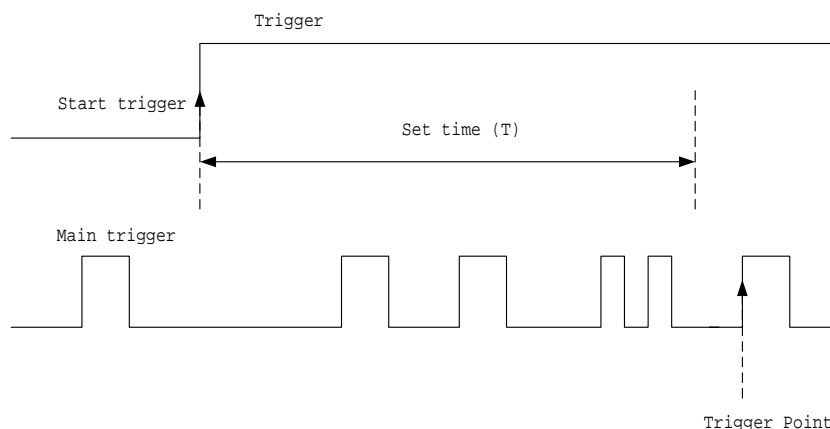 Trigger
Start trigger
Set time (T)
Main trigger
Trigger Point